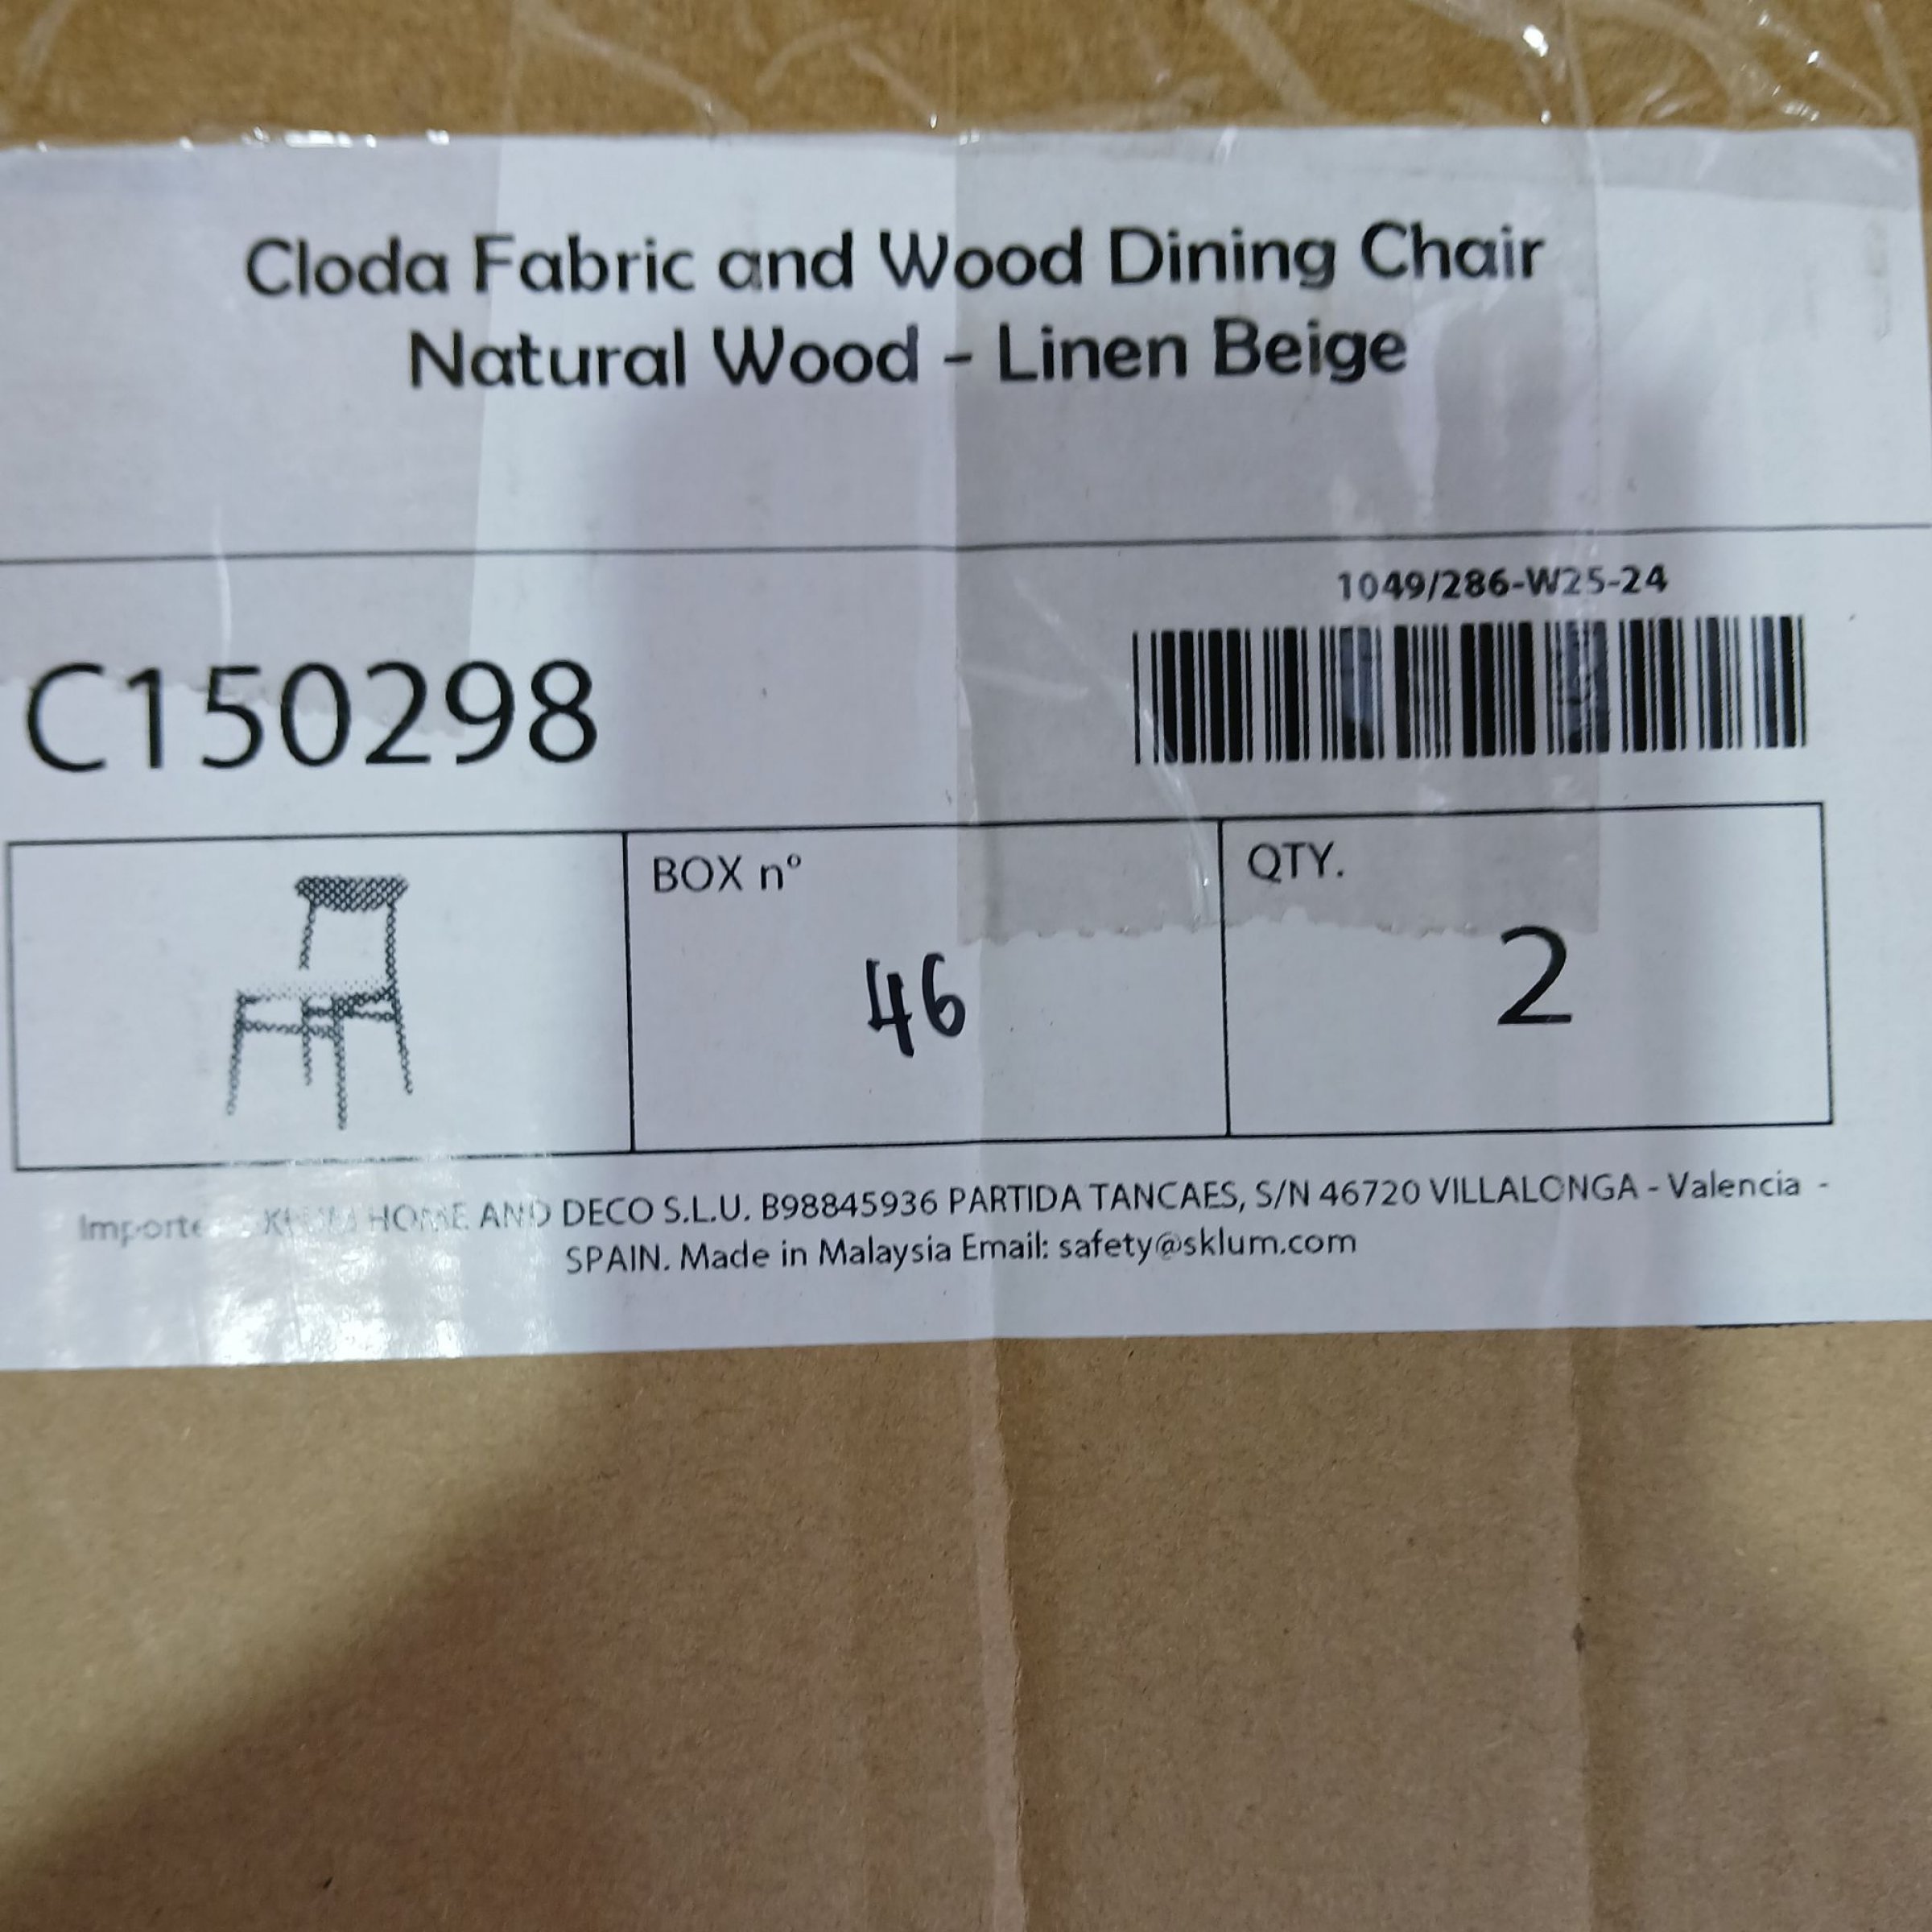 Cloda Fabric and Wood Dining Chair
Natural Wood - Linen Beige
1049/286-W25-24
C150298
BOX nº
QTY.
46
2
HOME AND DECO S.L.U. B98845936 PARTIDA TANCAES, S/N 46720 VILLALONGA - Valencia -
SPAIN. Made in Malaysia Email: safety@sklum.com